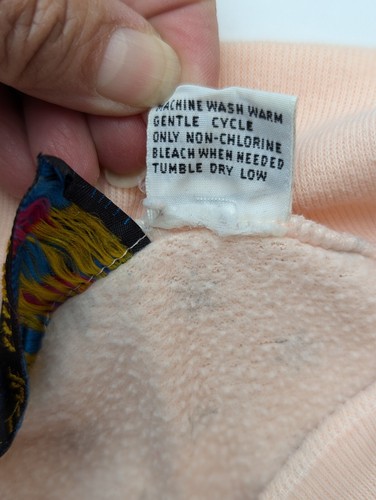 MACHINE WASH WARM
GENTLE CYCLE
ONLY NON-CHLORINE
BLEACH WHEN NEEDED
TUMBLE DRY LOW